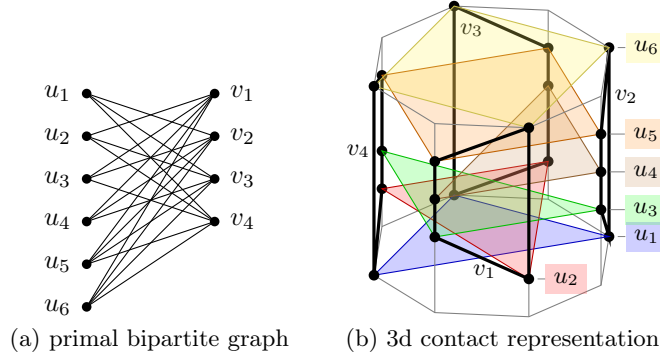 u₁ v₁
u₂ v₂
u₃ v₃
u₄ v₄
u₅
u₆
(a) primal bipartite graph
v₃
u₆
v₂
u₅
v₄
u₄
u₃
u₁
v₁
u₂
(b) 3d contact representation